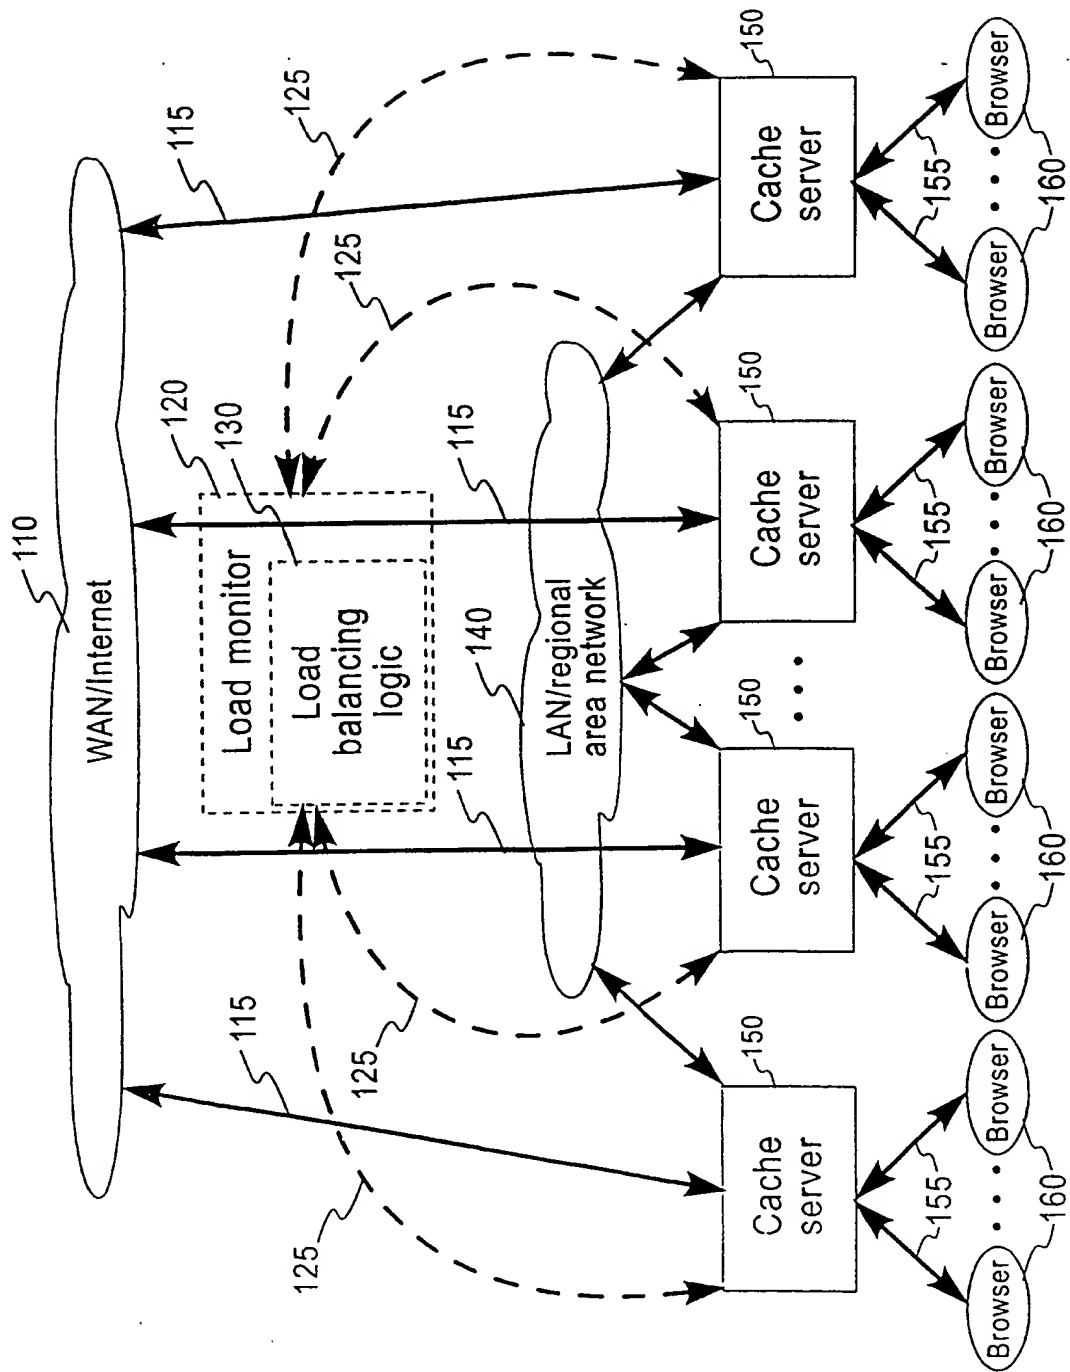 110
WAN/Internet
120
115
Load monitor
130
115
125
125
Load
balancing
logic
125
125
115
115
140
LAN/regional
area network
150
150
150
150
Cache
server
Cache
server
• • •
Cache
server
Cache
server
155
155
155
155
Browser
• • •
Browser
Browser
• • •
Browser
Browser
• • •
Browser
Browser
• • •
Browser
160
160
160
160